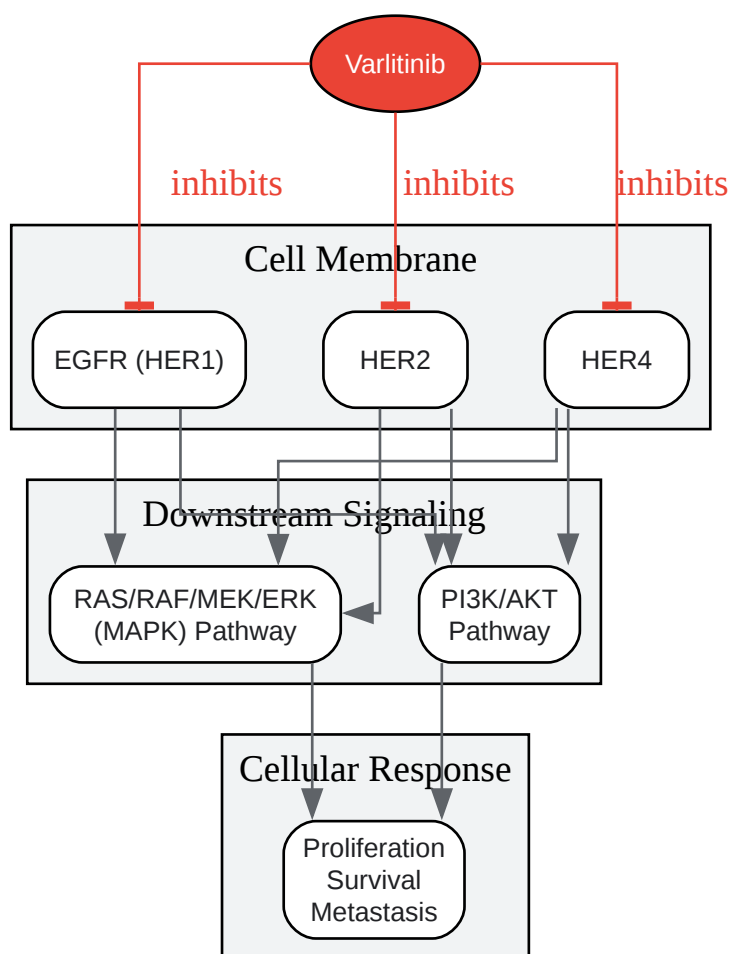 Varlitinib
inhibits
inhibits
inhibits
Cell Membrane
EGFR (HER1)
HER2
HER4
Downstream Signaling
RAS/RAF/MEK/ERK
(MAPK) Pathway
PI3K/AKT
Pathway
Cellular Response
Proliferation
Survival
Metastasis